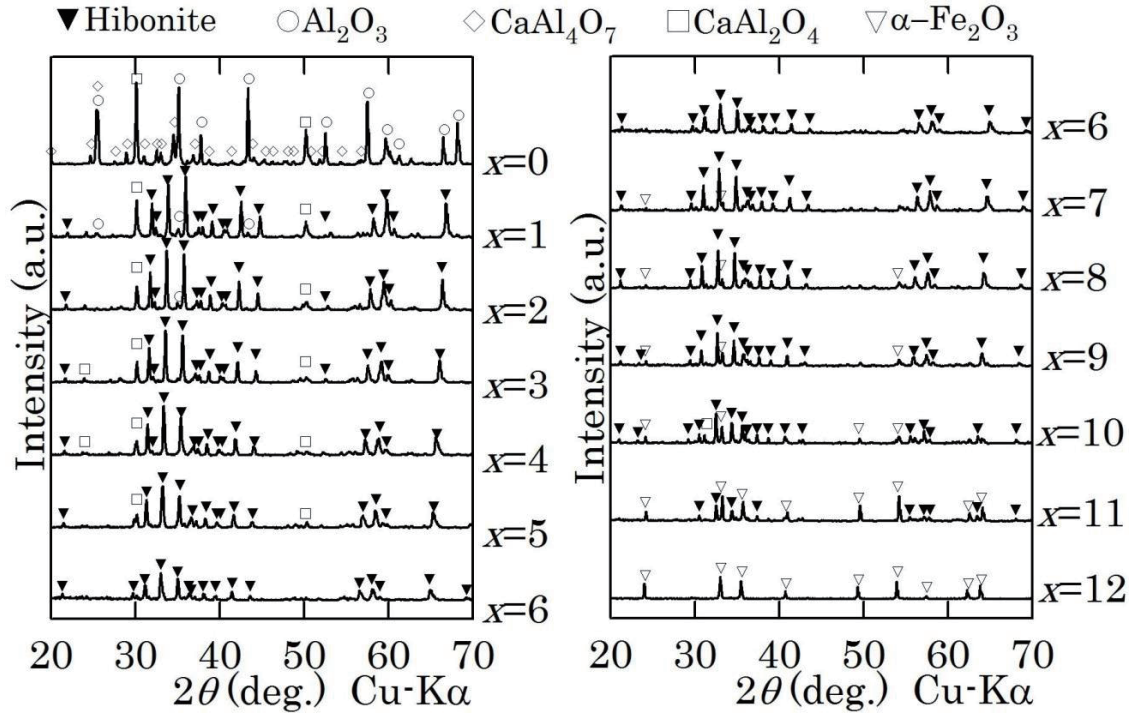 ▼Hibonite ○Al₂O₃ ◇CaAl₄O₇ □CaAl₂O₄ ▽α–Fe₂O₃
Intensity (a.u.)
x=0
x=1
x=2
x=3
x=4
x=5
x=6
20 30 40 50 60 70
2θ (deg.) Cu-Kα
Intensity (a.u.)
x=6
x=7
x=8
x=9
x=10
x=11
x=12
20 30 40 50 60 70
2θ (deg.) Cu-Kα